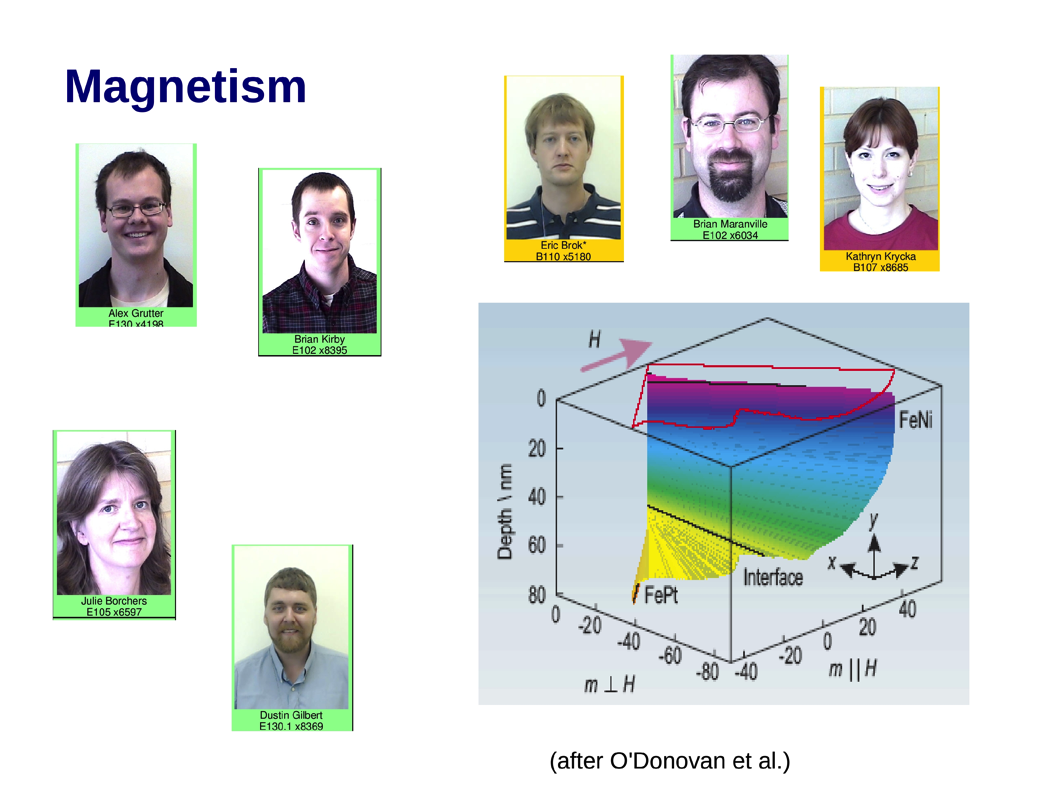 Magnetism
Alex Grutter
E130 x4198
Brian Kirby
E102 x8395
Eric Brok*
B110 x5180
Brian Maranville
E102 x6034
Kathryn Krycka
B107 x8685
Julie Borchers
E105 x6597
Dustin Gilbert
E130.1 x8369
H
0
20
40
60
80
Depth \ nm
FeNi
y
x
z
Interface
FePt
0
-20
-40
-60
-80
m ⊥ H
-40
-20
0
20
40
m || H
(after O'Donovan et al.)